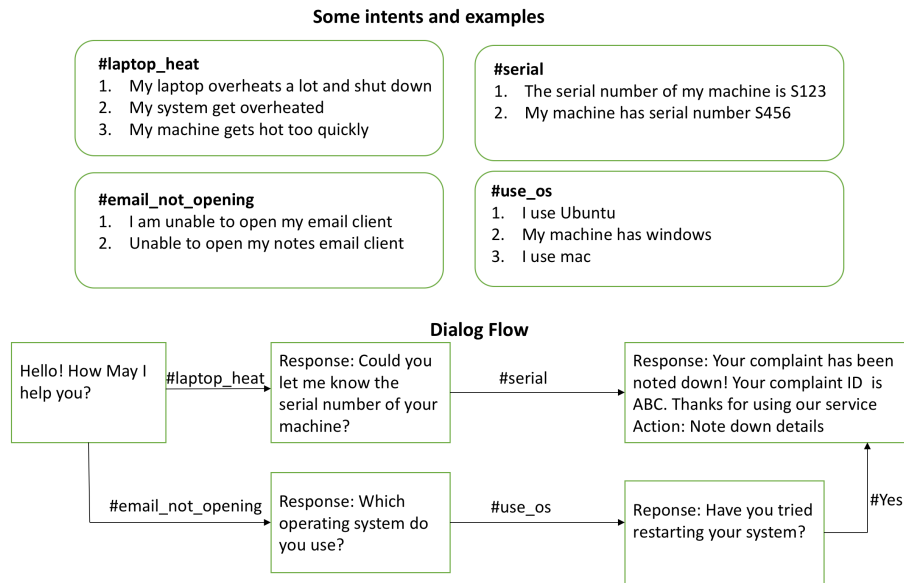 Some intents and examples
#laptop_heat
1. My laptop overheats a lot and shut down
2. My system get overheated
3. My machine gets hot too quickly
#serial
1. The serial number of my machine is S123
2. My machine has serial number S456
#email_not_opening
1. I am unable to open my email client
2. Unable to open my notes email client
#use_os
1. I use Ubuntu
2. My machine has windows
3. I use mac
Dialog Flow
Hello! How May I
help you?
#laptop_heat
Response: Could you
let me know the
serial number of your
machine?
#serial
Response: Your complaint has been
noted down! Your complaint ID is
ABC. Thanks for using our service
Action: Note down details
#email_not_opening
Response: Which
operating system do
you use?
#use_os
Reponse: Have you tried
restarting your system?
#Yes